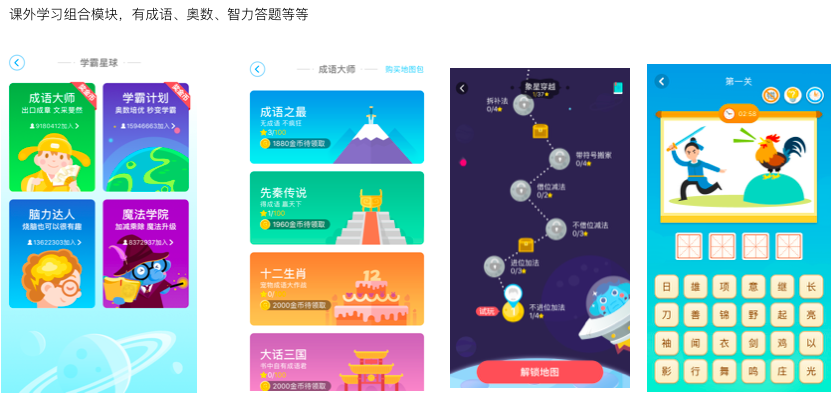 课外学习组合模块，有成语、奥数、智力答题等等
学霸星球
奖金币
奖金币
成语大师
出口成章 文采斐然
9180412加入
学霸计划
奥数培优 秒变学霸
15946663加入
脑力达人
烧脑也可以很有趣
13622303加入
魔法学院
加减乘除 魔法升级
8372937加入
成语大师
购买地图包
成语之最
无成语 不疯狂
3/100
1880金币待领取
先秦传说
得成语 赢天下
1/100
1960金币待领取
十二生肖
宠物成语大作战
0/
2000金币待领取
12
大话三国
书中自有成语君
0/100
2000金币待领取
象星穿越
1/37
拆补法
0/4
带符号搬家
0/4
借位减法
0/2
不借位减法
0/3
进位加法
0/3
试玩
不进位加法
1/4
解锁地图
第一关
02:58
日 雄 项 意 继 长
刀 善 锦 野 起 亮
袖 闻 衣 剑 鸡 以
影 行 舞 鸣 庄 光